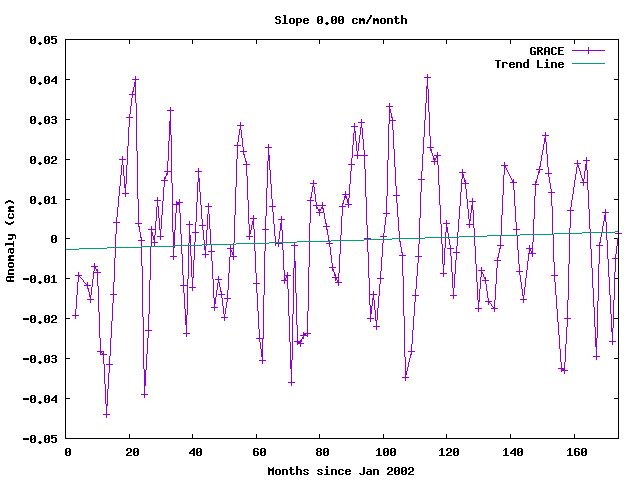 Slope 0.00 cm/month
GRACE
Trend Line
0.05
0.04
0.03
0.02
0.01
0
-0.01
-0.02
-0.03
-0.04
-0.05
Anomaly (cm)
0 20 40 60 80 100 120 140 160
Months since Jan 2002